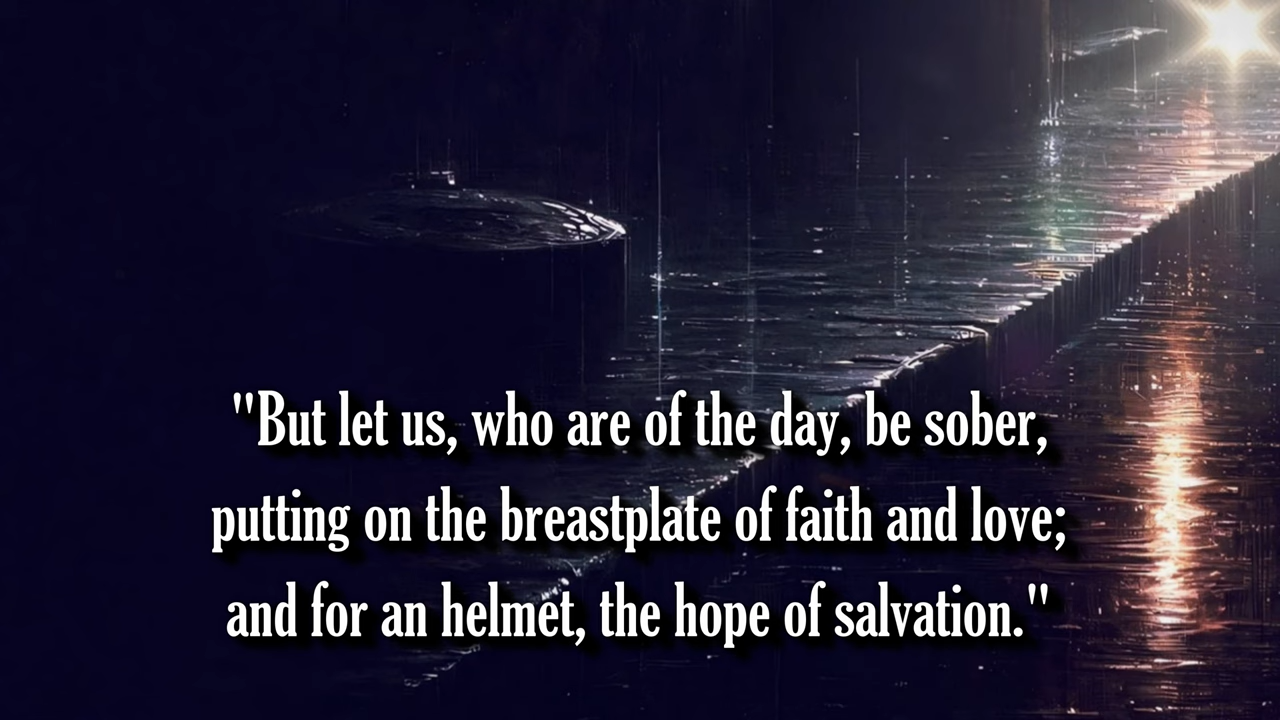 "But let us, who are of the day, be sober,
putting on the breastplate of faith and love;
and for an helmet, the hope of salvation."